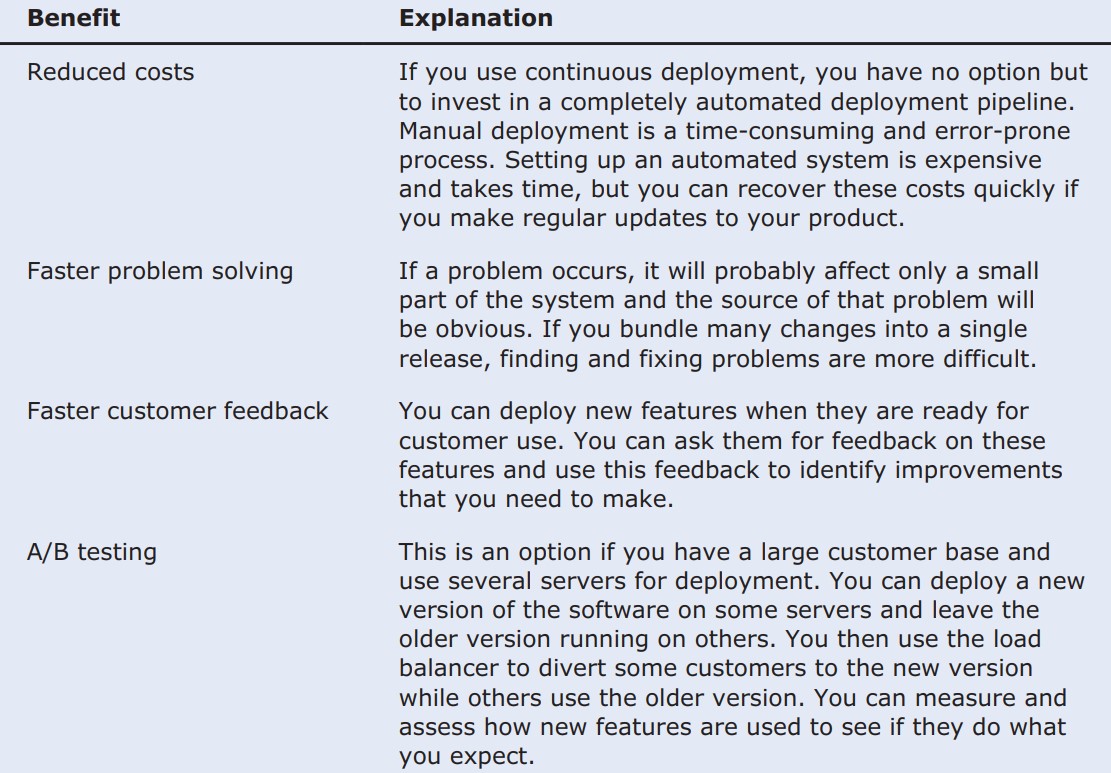 Benefit Explanation
Reduced costs If you use continuous deployment, you have no option but
to invest in a completely automated deployment pipeline.
Manual deployment is a time-consuming and error-prone
process. Setting up an automated system is expensive
and takes time, but you can recover these costs quickly if
you make regular updates to your product.
Faster problem solving If a problem occurs, it will probably affect only a small
part of the system and the source of that problem will
be obvious. If you bundle many changes into a single
release, finding and fixing problems are more difficult.
Faster customer feedback You can deploy new features when they are ready for
customer use. You can ask them for feedback on these
features and use this feedback to identify improvements
that you need to make.
A/B testing This is an option if you have a large customer base and
use several servers for deployment. You can deploy a new
version of the software on some servers and leave the
older version running on others. You then use the load
balancer to divert some customers to the new version
while others use the older version. You can measure and
assess how new features are used to see if they do what
you expect.